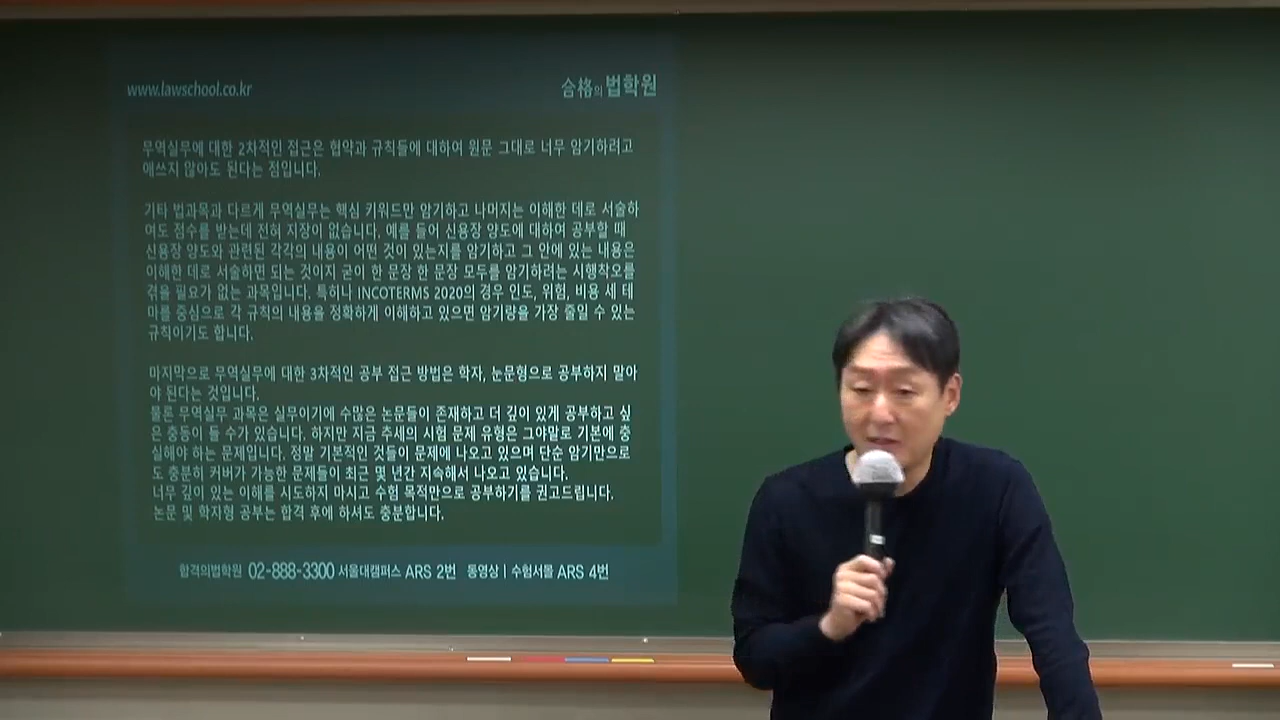 www.lawschool.co.kr
合格의 법학원
무역실무에 대한 2차적인 접근은 협약과 규칙들에 대하여 원문 그대로 너무 암기하려고
애쓰지 않아도 된다는 점입니다.
기타 법과목과 다르게 무역실무는 핵심 키워드만 암기하고 나머지는 이해한 데로 서술하
여도 점수를 받는데 전혀 지장이 없습니다. 예를 들어 신용장 양도에 대하여 공부할 때
신용장 양도와 관련된 각각의 내용이 어떤 것이 있는지를 암기하고 그 안에 있는 내용은
이해한 데로 서술하면 되는 것이지 굳이 한 문장 한 문장 모두를 암기하려는 시행착오를
겪을 필요가 없는 과목입니다. 특히나 INCOTERMS 2020의 경우 인도, 위험, 비용 세 테
마를 중심으로 각 규칙의 내용을 정확하게 이해하고 있으면 암기량을 가장 줄일 수 있는
규칙이기도 합니다.
마지막으로 무역실무에 대한 3차적인 공부 접근 방법은 학자, 눈문형으로 공부하지 말아
야 된다는 것입니다.
물론 무역실무 과목은 실무이기에 수많은 논문들이 존재하고 더 깊이 있게 공부하고 싶
은 충동이 들 수가 있습니다. 하지만 지금 추세의 시험 문제 유형은 그야말로 기본에 충
실해야 하는 문제입니다. 정말 기본적인 것들이 문제에 나오고 있으며 단순 암기만으로
도 충분히 커버가 가능한 문제들이 최근 몇 년간 지속해서 나오고 있습니다.
너무 깊이 있는 이해를 시도하지 마시고 수험 목적만으로 공부하기를 권고드립니다.
논문 및 학자형 공부는 합격 후에 하셔도 충분합니다.
합격의법학원 02-888-3300 서울대캠퍼스 ARS 2번 동영상 | 수험서몰 ARS 4번